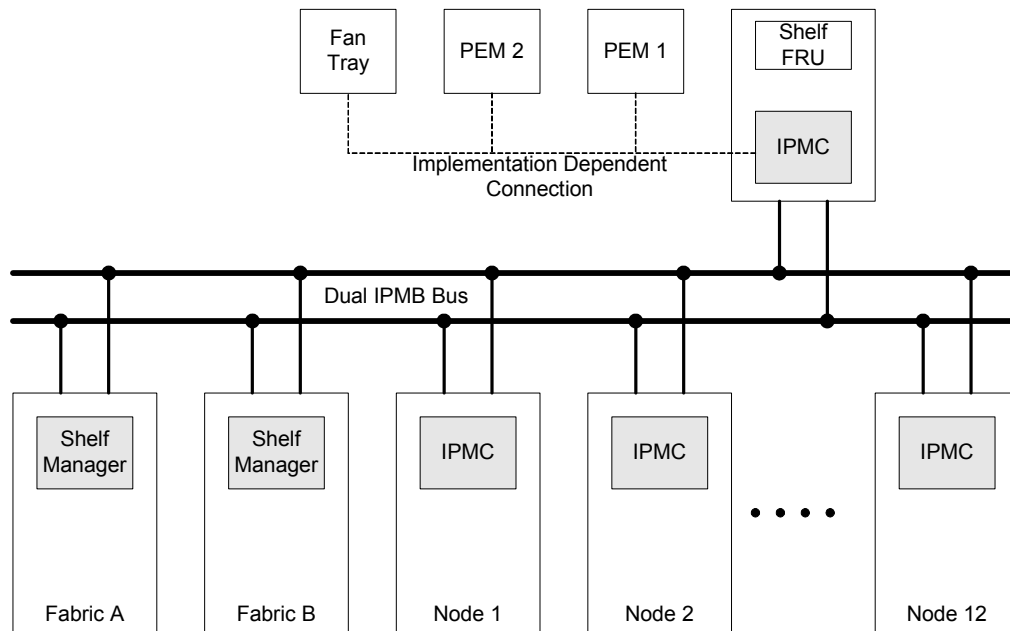 Fan
Tray
PEM 2
PEM 1
Shelf
FRU
IPMC
Implementation Dependent
Connection
Dual IPMB Bus
Shelf
Manager
Shelf
Manager
IPMC
IPMC
IPMC
Fabric A
Fabric B
Node 1
Node 2
Node 12